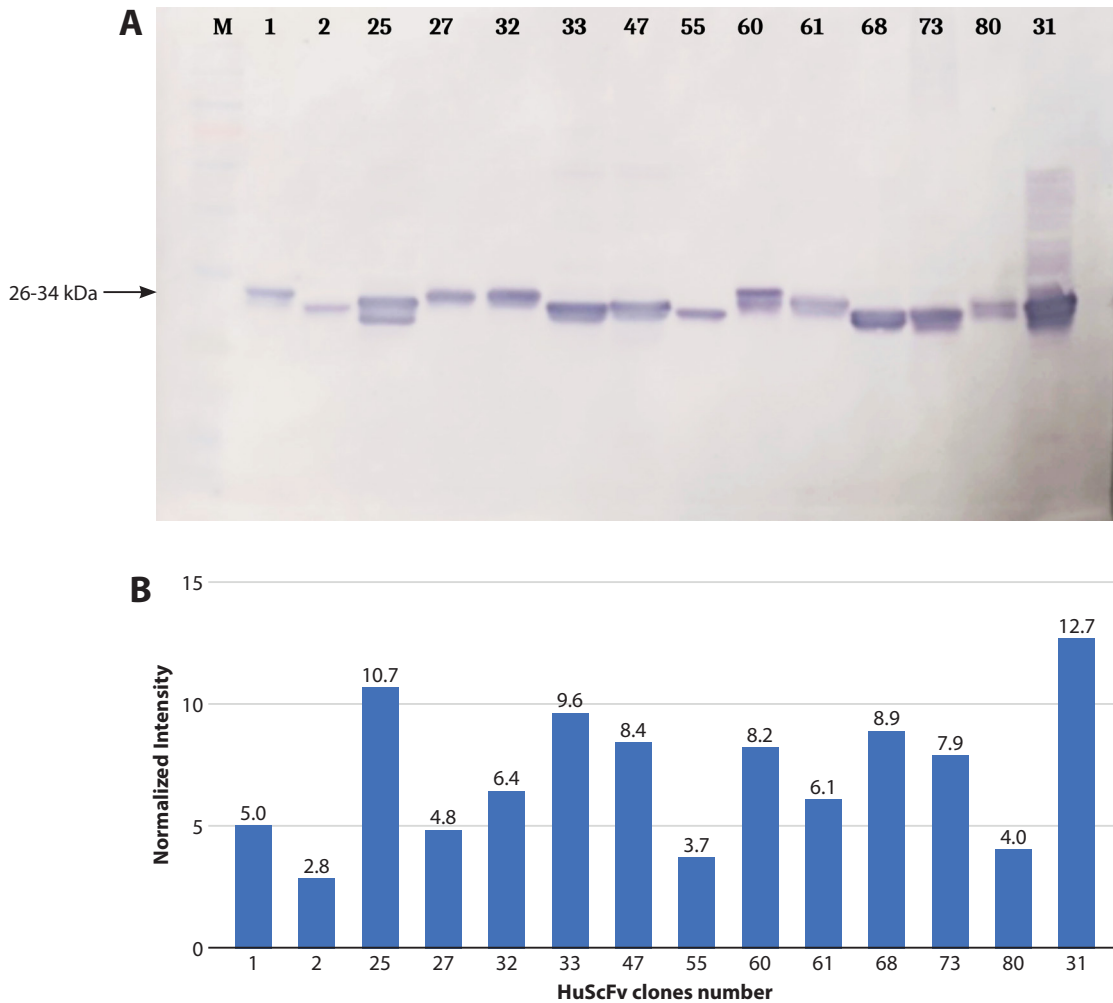 A
M 1 2 25 27 32 33 47 55 60 61 68 73 80 31
26-34 kDa
B
15
10
5
0
Normalized Intensity
5.0 2.8 10.7 4.8 6.4 9.6 8.4 3.7 8.2 6.1 8.9 7.9 4.0 12.7
1 2 25 27 32 33 47 55 60 61 68 73 80 31
HuScFv clones number